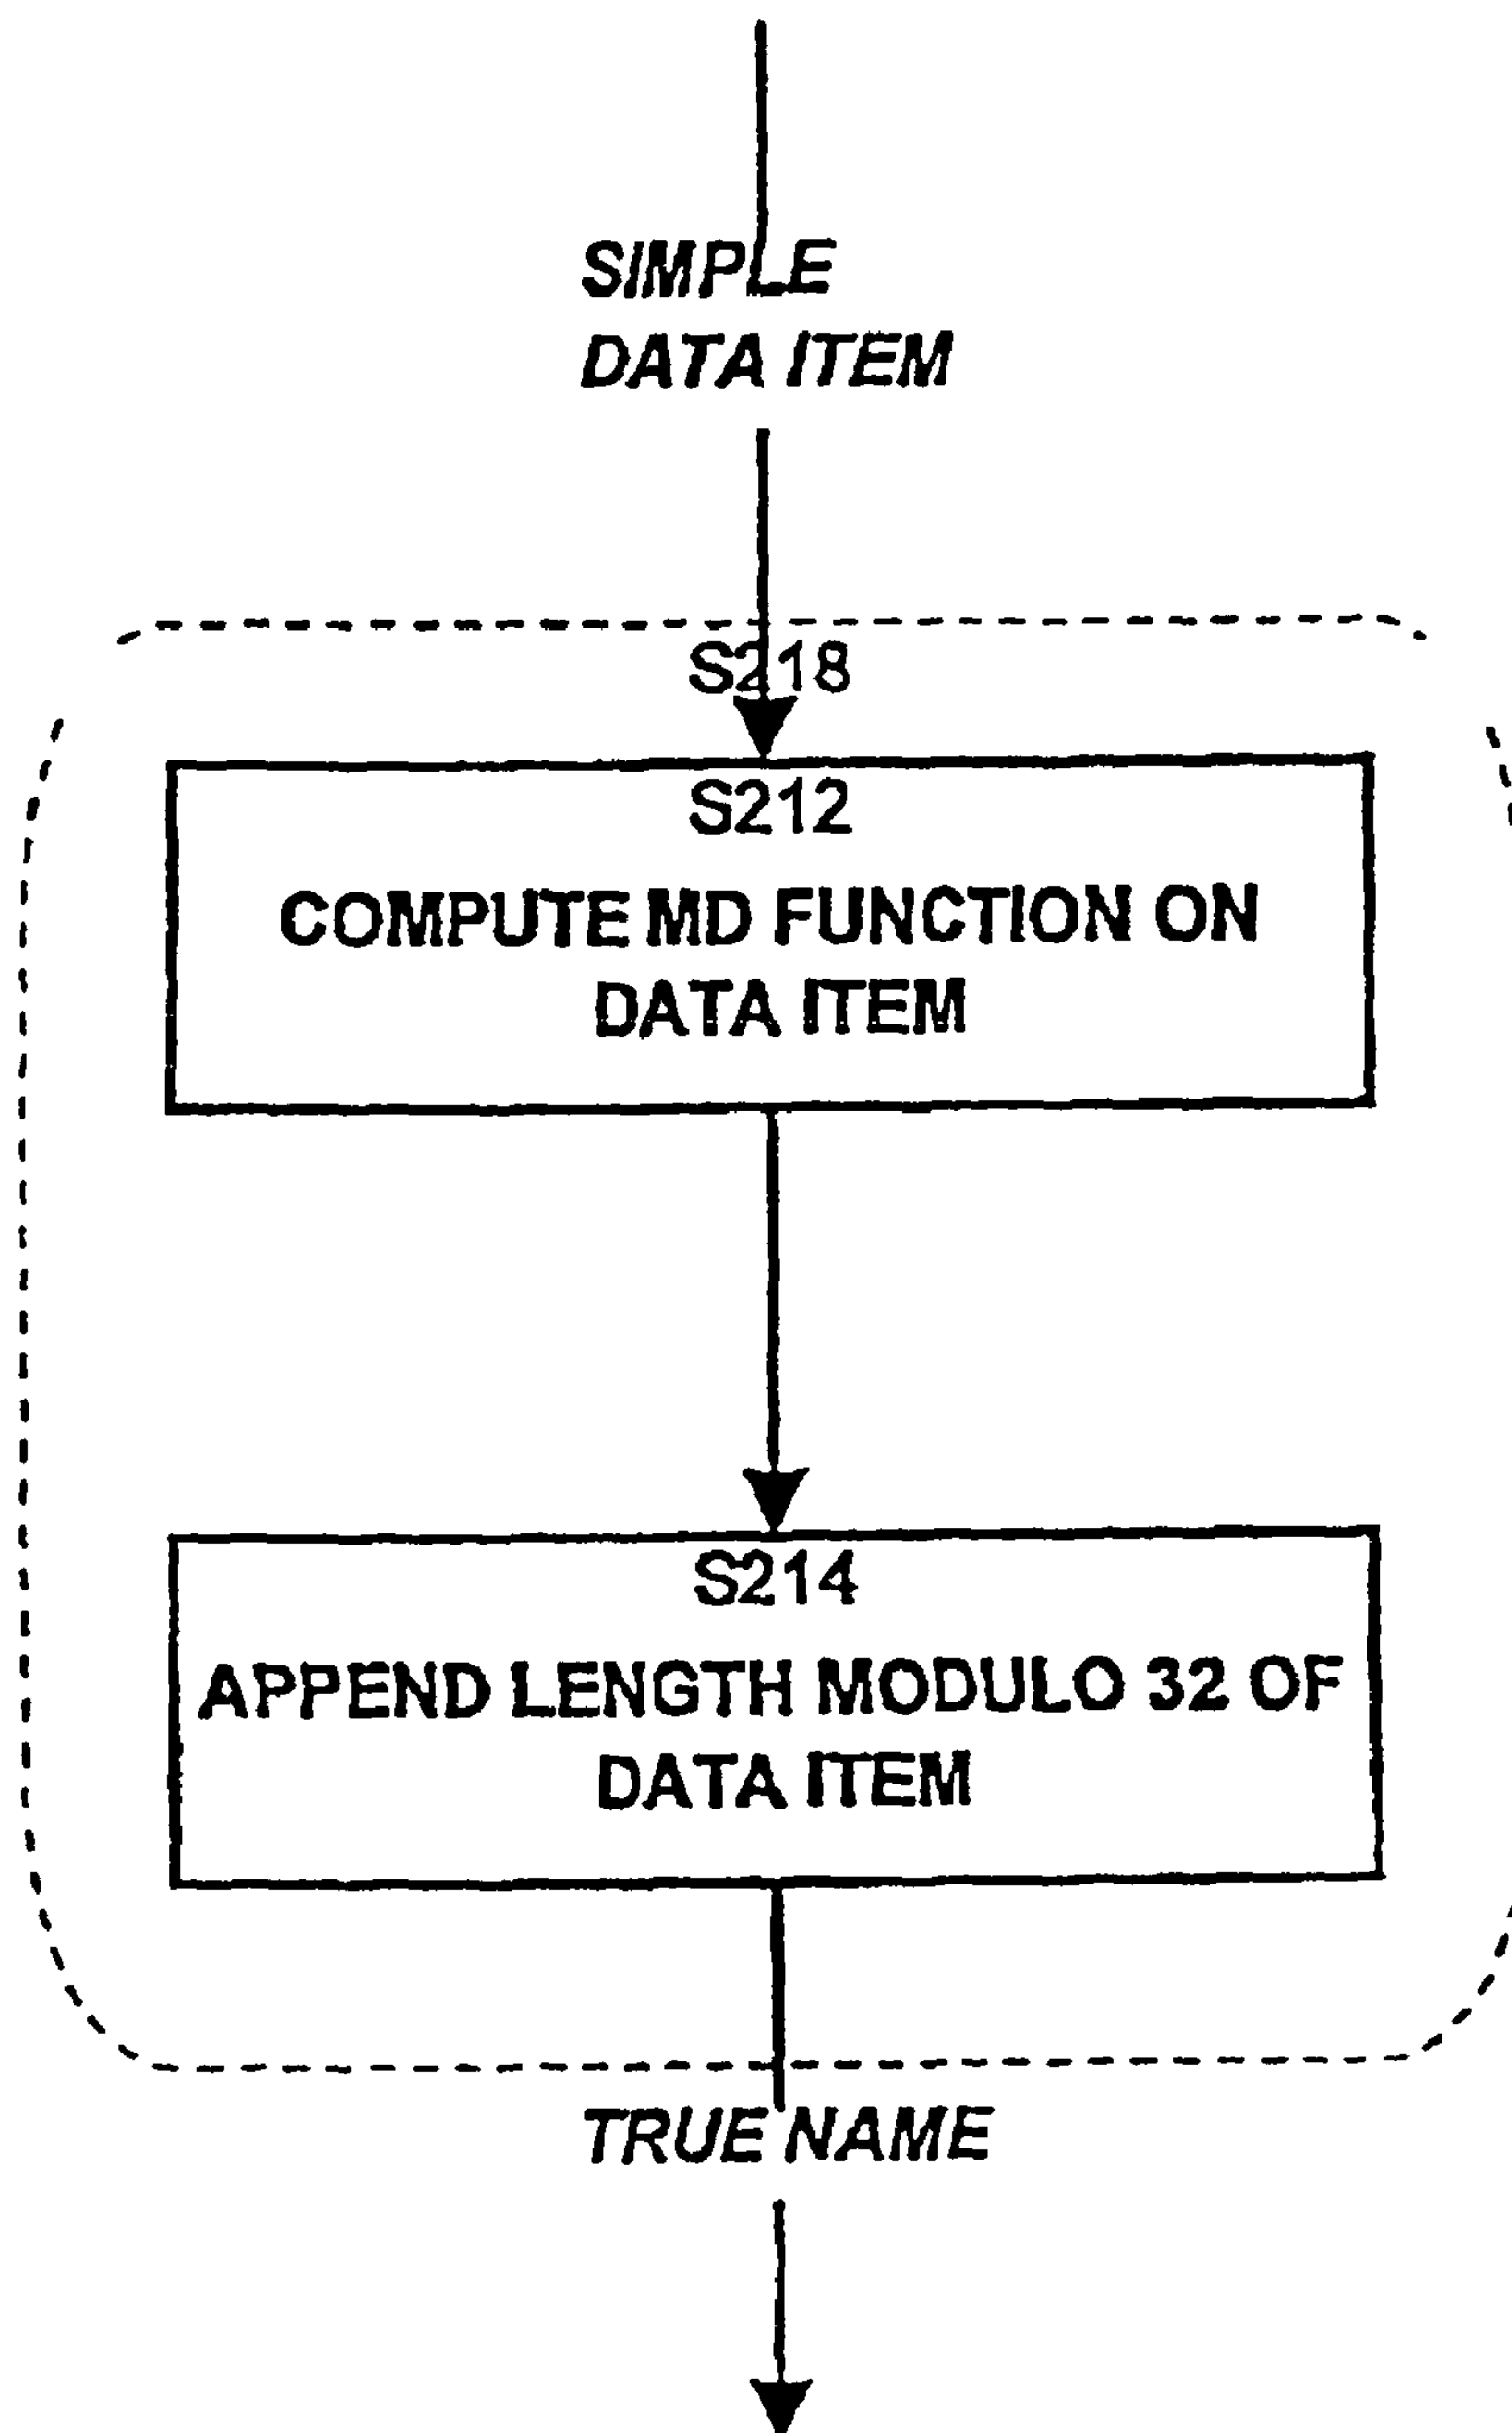 SIMPLE
DATA ITEM
S218
S212
COMPUTE MD FUNCTION ON
DATA ITEM
S214
APPEND LENGTH MODULO 32 OF
DATA ITEM
TRUE NAME